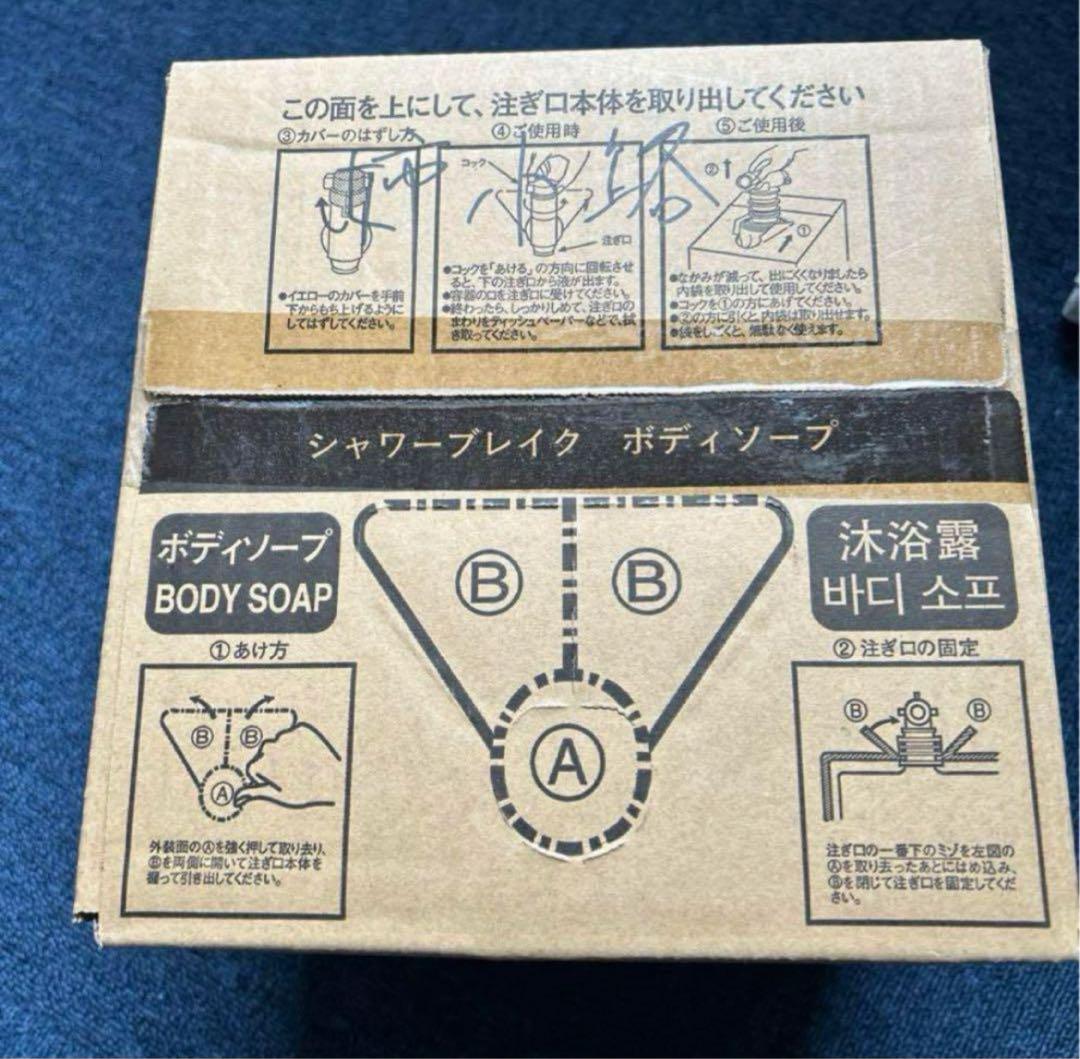 この面を上にして、注ぎ口本体を取り出してください
③カバーのはずし方
●イエローのカバーを手前
下からもち上げるように
してはずしてください。
④ご使用時
コック
注ぎ口
●コックを「あける」の方向に回転させ
ると、下の注ぎ口から液が出ます。
●容器の口を注ぎ口に受けてください。
●終わったら、しっかりしめて、注ぎ口の
まわりをティッシュペーパーなどで、拭
き取ってください。
⑤ご使用後
②
①
●なかみが減って、出にくくなりましたら
内袋を取り出して使用してください。
●コックを①の方にあげてください。
●②の方に引くと、内袋は取り出せます。
●袋をしごくと、無駄なく使えます。
シャワーブレイク ボディソープ
ボディソープ
BODY SOAP
Ⓑ Ⓑ
Ⓐ
沐浴露
바디 소프
①あけ方
Ⓑ Ⓑ
Ⓐ
外装面のⒶを強く押して取り去り、
Ⓑを両側に開いて注ぎ口本体を
握って引き出してください。
②注ぎ口の固定
Ⓑ Ⓑ
注ぎ口の一番下のミゾを左図の
Ⓐを取り去ったあとにはめ込み、
Ⓑを閉じて注ぎ口を固定してくだ
さい。